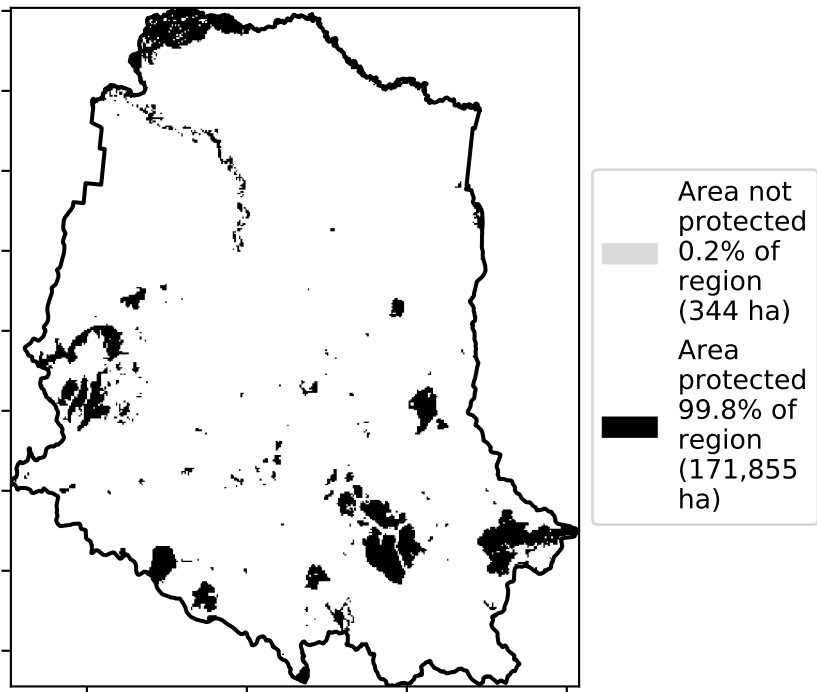 Area not
protected
0.2% of
region
(344 ha)
Area
protected
99.8% of
region
(171,855
ha)